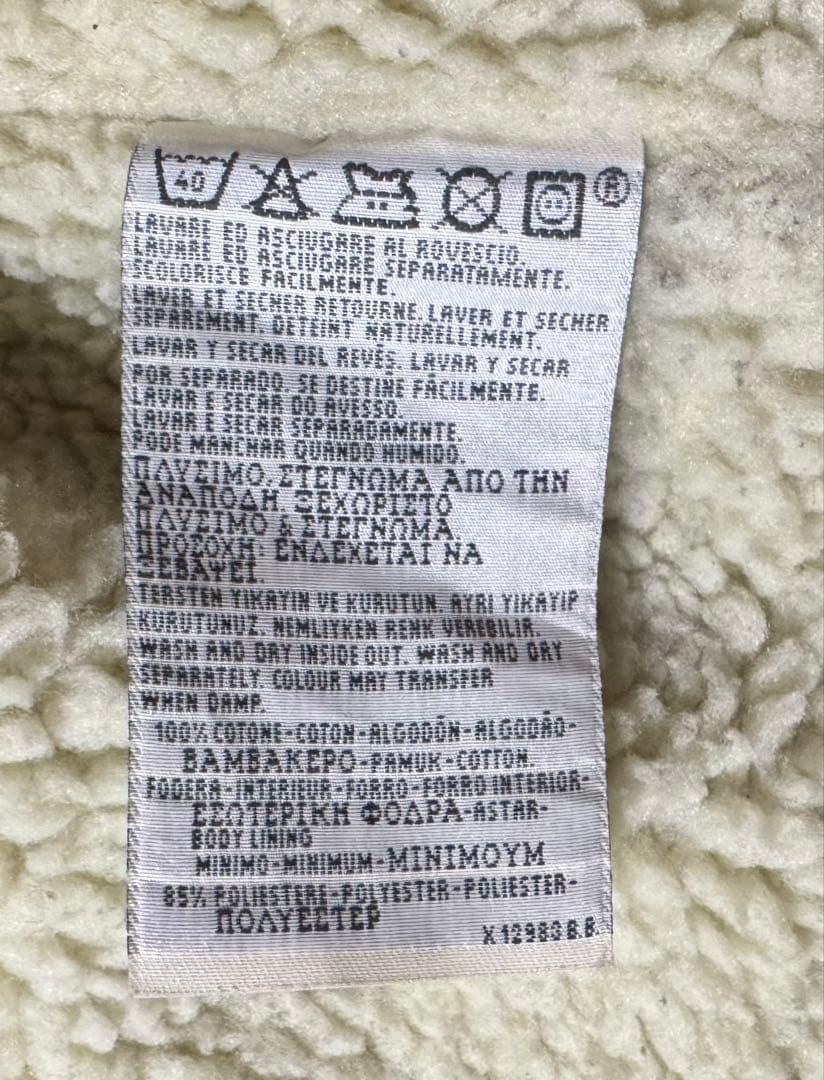 40 ®
LAVARE ED ASCIUGARE AL ROVESCIO.
LAVARE ED ASCIUGARE SEPARATAMENTE.
SCOLORISCE FACILMENTE.
LAVER ET SECHER RETOURNE. LAVER ET SECHER
SEPAREMENT. DETEINT NATURELLEMENT.
LAVAR Y SECAR DEL REVÉS. LAVAR Y SECAR
POR SEPARADO. SE DESTINE FÁCILMENTE.
LAVAR E SECAR DO AVESSO.
LAVAR E SECAR SEPARADAMENTE.
PODE MANCHAR QUANDO HUMIDO.
ΠΛΥΣΙΜΟ, ΣΤΕΓΝΩΜΑ ΑΠΟ ΤΗΝ
ΑΝΑΠΟΔΗ. ΞΕΧΩΡΙΣΤΟ
ΠΛΥΣΙΜΟ & ΣΤΕΓΝΩΜΑ.
ΠΡΟΣΟΧΗ: ΕΝΔΕΧΕΤΑΙ ΝΑ
ΞΕΒΑΨΕΙ.
TERSTEN YIKAYIN VE KURUTUN. AYRI YIKAYIP
KURUTUNUZ. NEMLIYKEN RENK VEREBILIR.
WASH AND DRY INSIDE OUT. WASH AND DRY
SEPARATELY. COLOUR MAY TRANSFER
WHEN DAMP.
100% COTONE-COTON-ALGODÓN-ALGODÃO-
ΒΑΜΒΑΚΕΡΟ-PAMUK-COTTON.
FODERA-INTERIEUR-FORRO-FORRO INTERIOR-
ΕΣΩΤΕΡΙΚΗ ΦΟΔΡΑ-ASTAR-
BODY LINING
MINIMO-MINIMUM-ΜΙΝΙΜΟΥΜ
85% POLIESTERE-POLYESTER-POLIESTER-
ΠΟΛΥΕΣΤΕΡ
X12980 B.B.